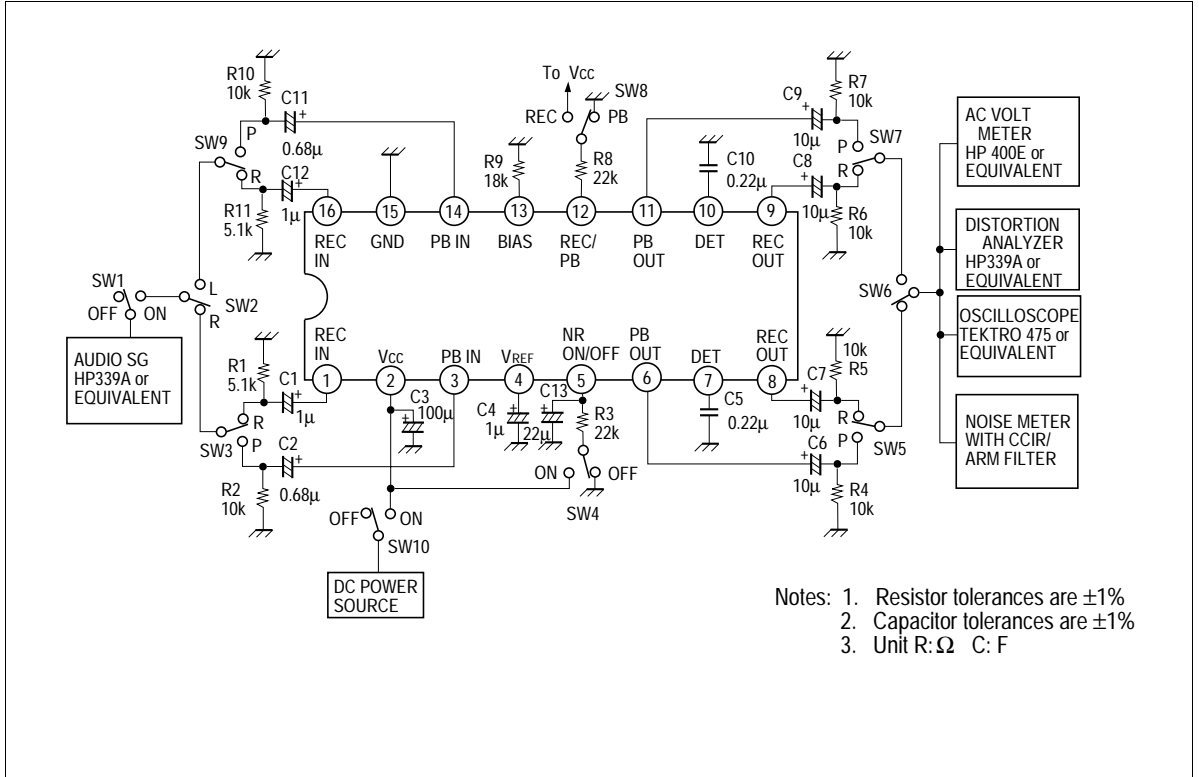 R10
10k
C11
+
0.68µ
SW9
P
R
C12
+
1µ
R11
5.1k
To Vcc
REC
PB
SW8
R9
18k
R8
22k
C10
0.22µ
C9
+
10µ
R7
10k
P
R
SW7
C8
+
10µ
R6
10k
16
15
14
13
12
11
10
9
REC
IN
GND
PB IN
BIAS
REC/
PB
PB
OUT
DET
REC
OUT
SW1
OFF
ON
L
R
SW2
AUDIO SG
HP339A or
EQUIVALENT
R1
5.1k
C1
+
1µ
R
P
SW3
C2
+
0.68µ
R2
10k
REC
IN
Vcc
PB IN
VREF
NR
ON/OFF
PB
OUT
DET
REC
OUT
1
2
3
4
5
6
7
8
C3
+
100µ
C4
+
1µ
C13
+
22µ
R3
22k
ON
OFF
SW4
C5
0.22µ
10k
R5
C7
+
10µ
C6
+
10µ
R
P
SW5
R4
10k
SW6
OFF
ON
SW10
DC POWER
SOURCE
AC VOLT
METER
HP 400E or
EQUIVALENT
DISTORTION
ANALYZER
HP339A or
EQUIVALENT
OSCILLOSCOPE
TEKTRO 475 or
EQUIVALENT
NOISE METER
WITH CCIR/
ARM FILTER
Notes: 1. Resistor tolerances are ±1%
2. Capacitor tolerances are ±1%
3. Unit R:Ω C: F